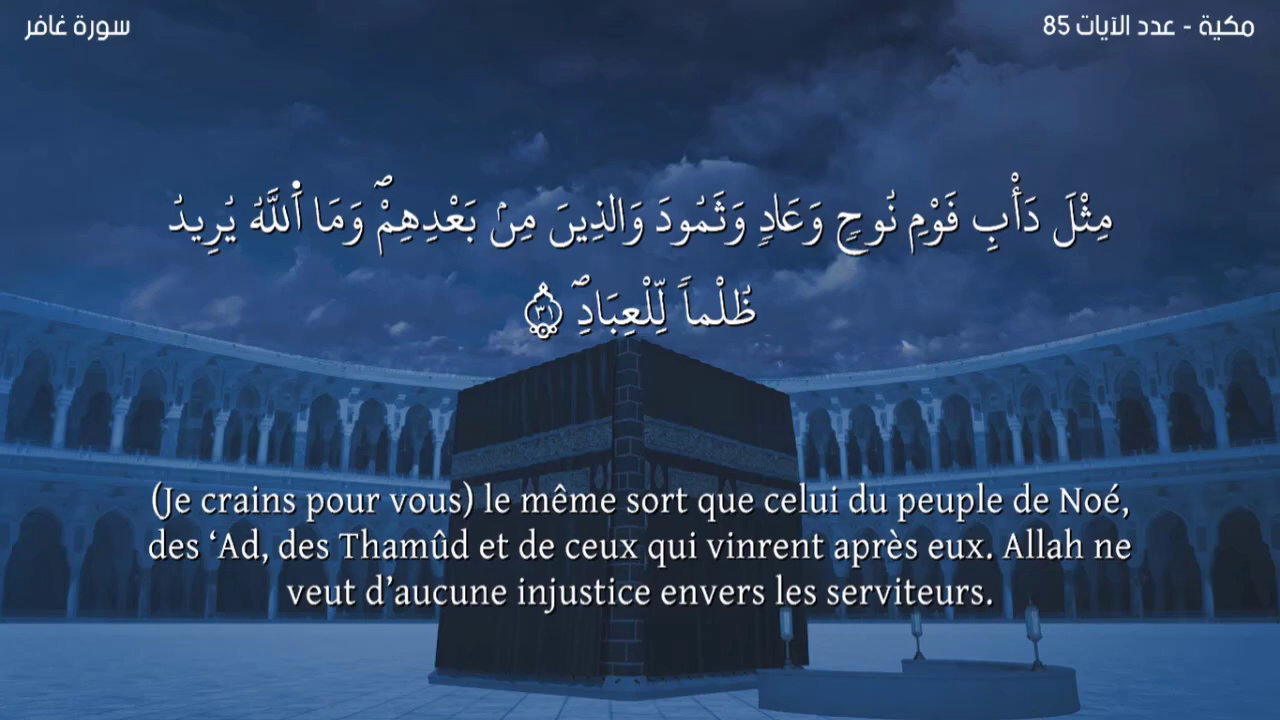 سورة غافر
مكية - عدد الآيات 85
مِثْلَ دَأْبِ قَوْمِ نُوحٖ وَعَادٖ وَثَمُودَ وَالذِينَ مِنۢ بَعْدِهِمْۖ وَمَا اَ۬للَّهُ يُرِيدُ
ظُلْماٗ لِّلْعِبَادِۖ ٣١
(Je crains pour vous) le même sort que celui du peuple de Noé,
des ‘Ad, des Thamûd et de ceux qui vinrent après eux. Allah ne
veut d’aucune injustice envers les serviteurs.